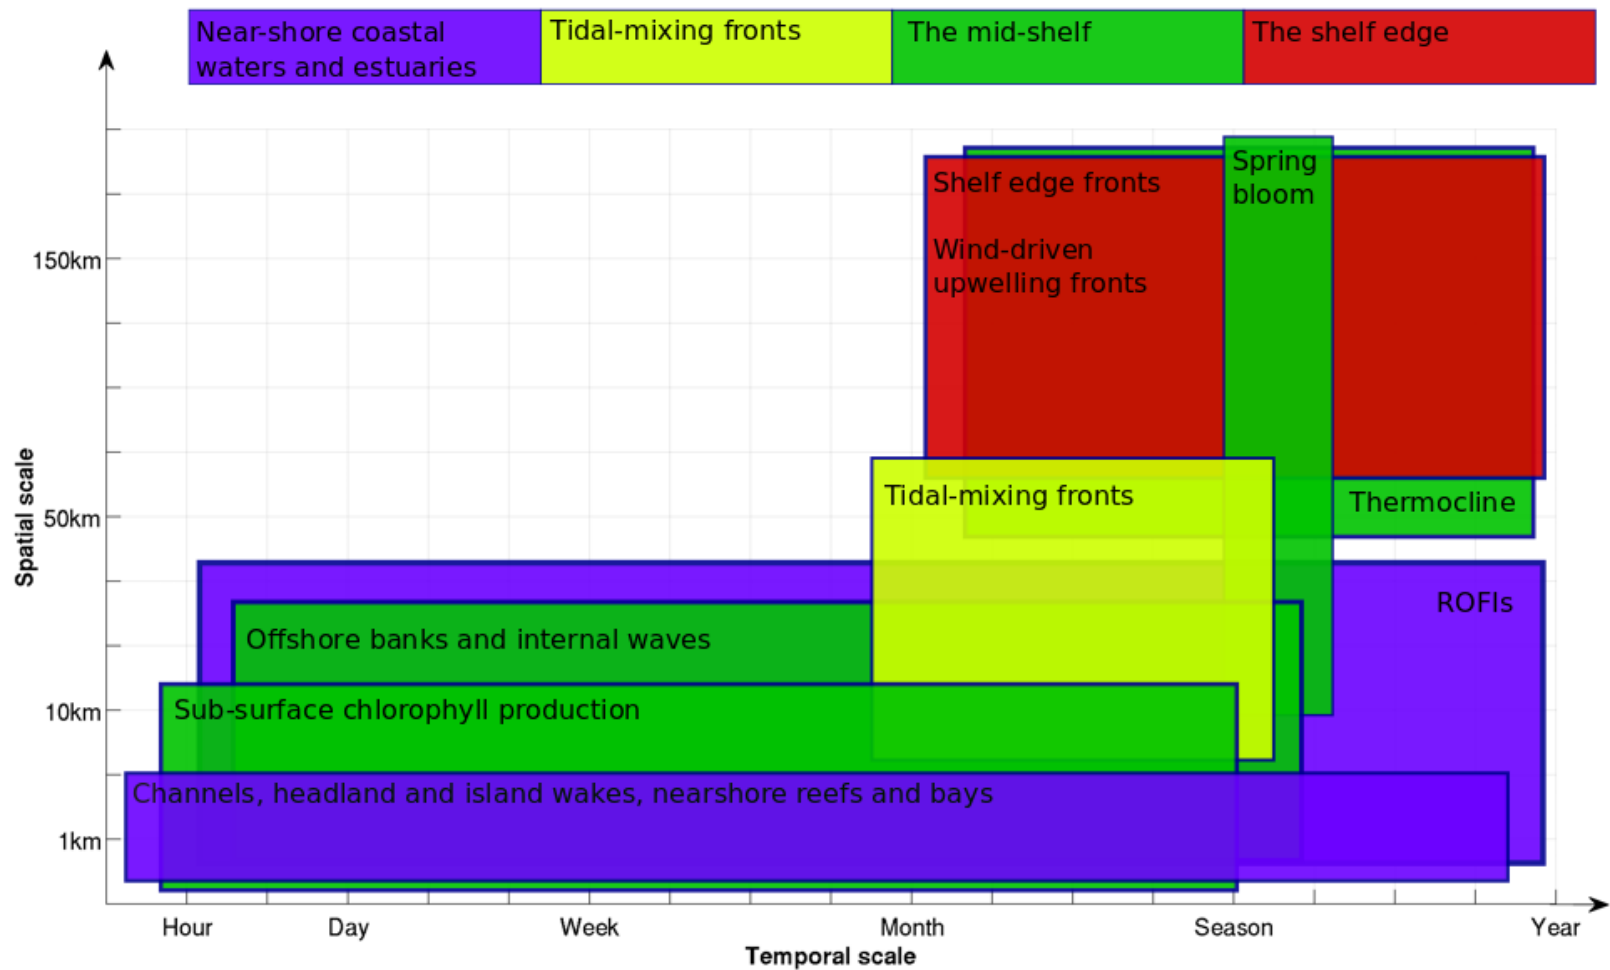 Near-shore coastal
waters and estuaries
Tidal-mixing fronts
The mid-shelf
The shelf edge
Spring
bloom
Shelf edge fronts
Wind-driven
upwelling fronts
150km
Tidal-mixing fronts
Thermocline
50km
ROFIs
Offshore banks and internal waves
Sub-surface chlorophyll production
10km
Channels, headland and island wakes, nearshore reefs and bays
1km
Spatial scale
Hour
Day
Week
Month
Season
Year
Temporal scale